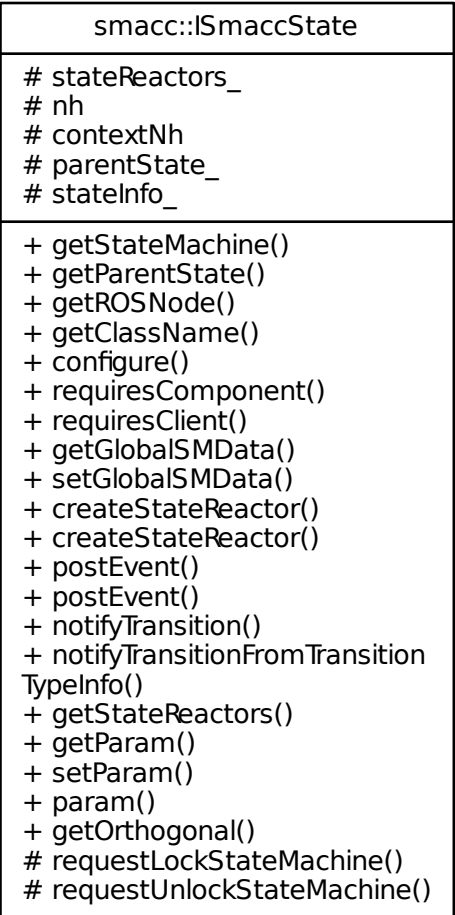 smacc::ISmaccState
# stateReactors_
# nh
# contextNh
# parentState_
# stateInfo_
+ getStateMachine()
+ getParentState()
+ getROSNode()
+ getClassName()
+ configure()
+ requiresComponent()
+ requiresClient()
+ getGlobalSMData()
+ setGlobalSMData()
+ createStateReactor()
+ createStateReactor()
+ postEvent()
+ postEvent()
+ notifyTransition()
+ notifyTransitionFromTransition
TypeInfo()
+ getStateReactors()
+ getParam()
+ setParam()
+ param()
+ getOrthogonal()
# requestLockStateMachine()
# requestUnlockStateMachine()